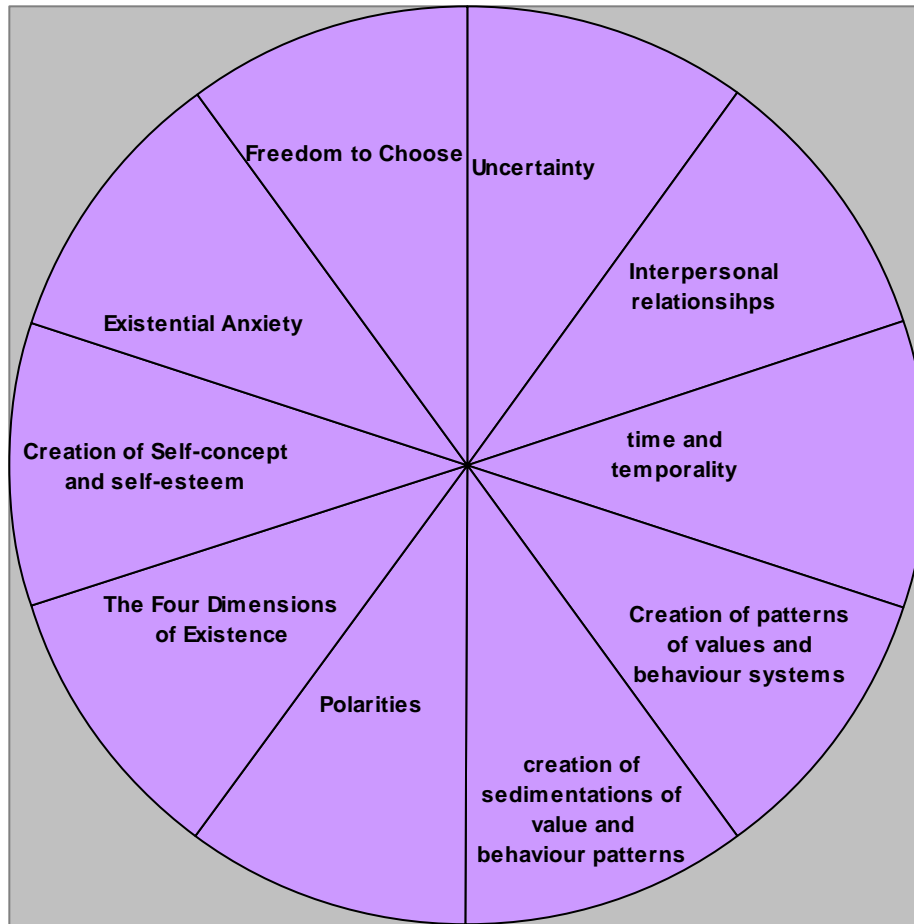 Freedom to Choose
Uncertainty
Interpersonal
relationsihps
time and
temporality
Creation of patterns
of values and
behaviour systems
creation of
sedimentations of
value and
behaviour patterns
Polarities
The Four Dimensions
of Existence
Creation of Self-concept
and self-esteem
Existential Anxiety